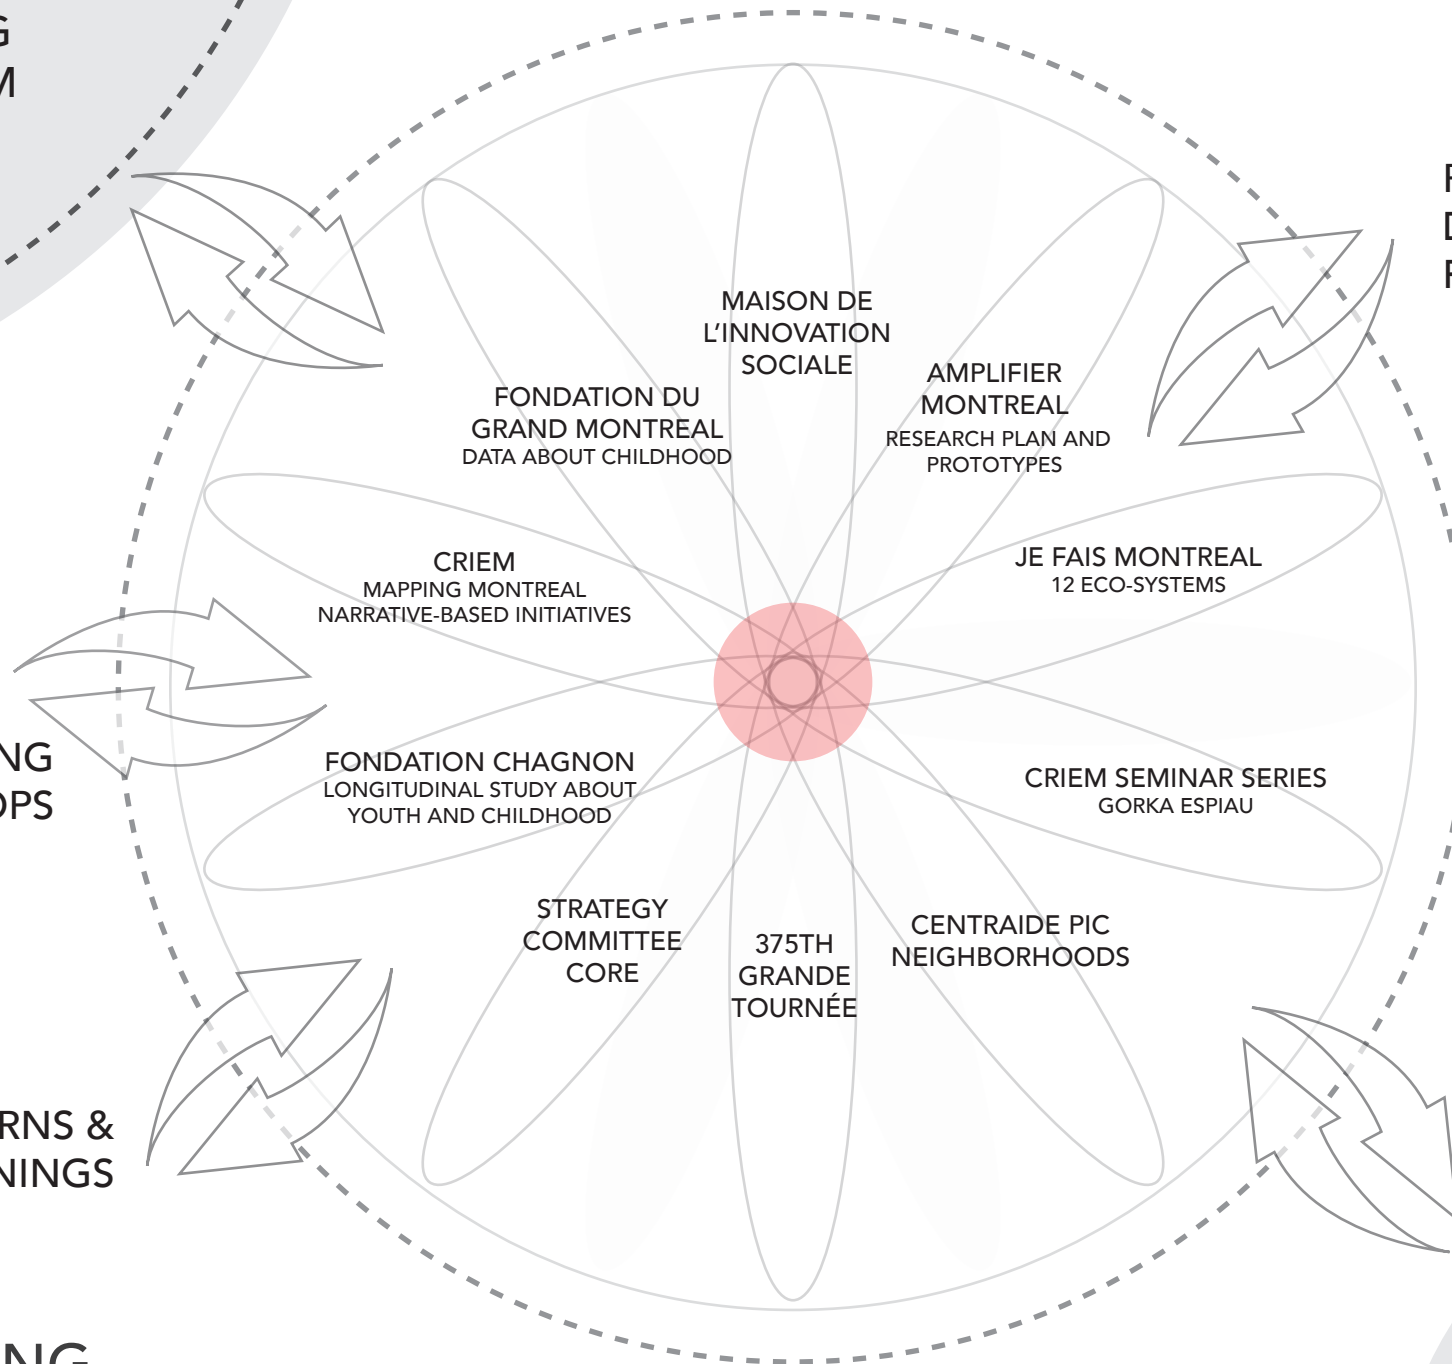 MAISON DE
L'INNOVATION
SOCIALE
AMPLIFIER
MONTREAL
RESEARCH PLAN AND
PROTOTYPES
FONDATION DU
GRAND MONTREAL
DATA ABOUT CHILDHOOD
CRIEM
MAPPING MONTREAL
NARRATIVE-BASED INITIATIVES
JE FAIS MONTREAL
12 ECO-SYSTEMS
FONDATION CHAGNON
LONGITUDINAL STUDY ABOUT
YOUTH AND CHILDHOOD
CRIEM SEMINAR SERIES
GORKA ESPIAU
STRATEGY
COMMITTEE
CORE
375TH
GRANDE
TOURNÉE
CENTRAIDE PIC
NEIGHBORHOODS
NG
OPS
RNS &
NINGS